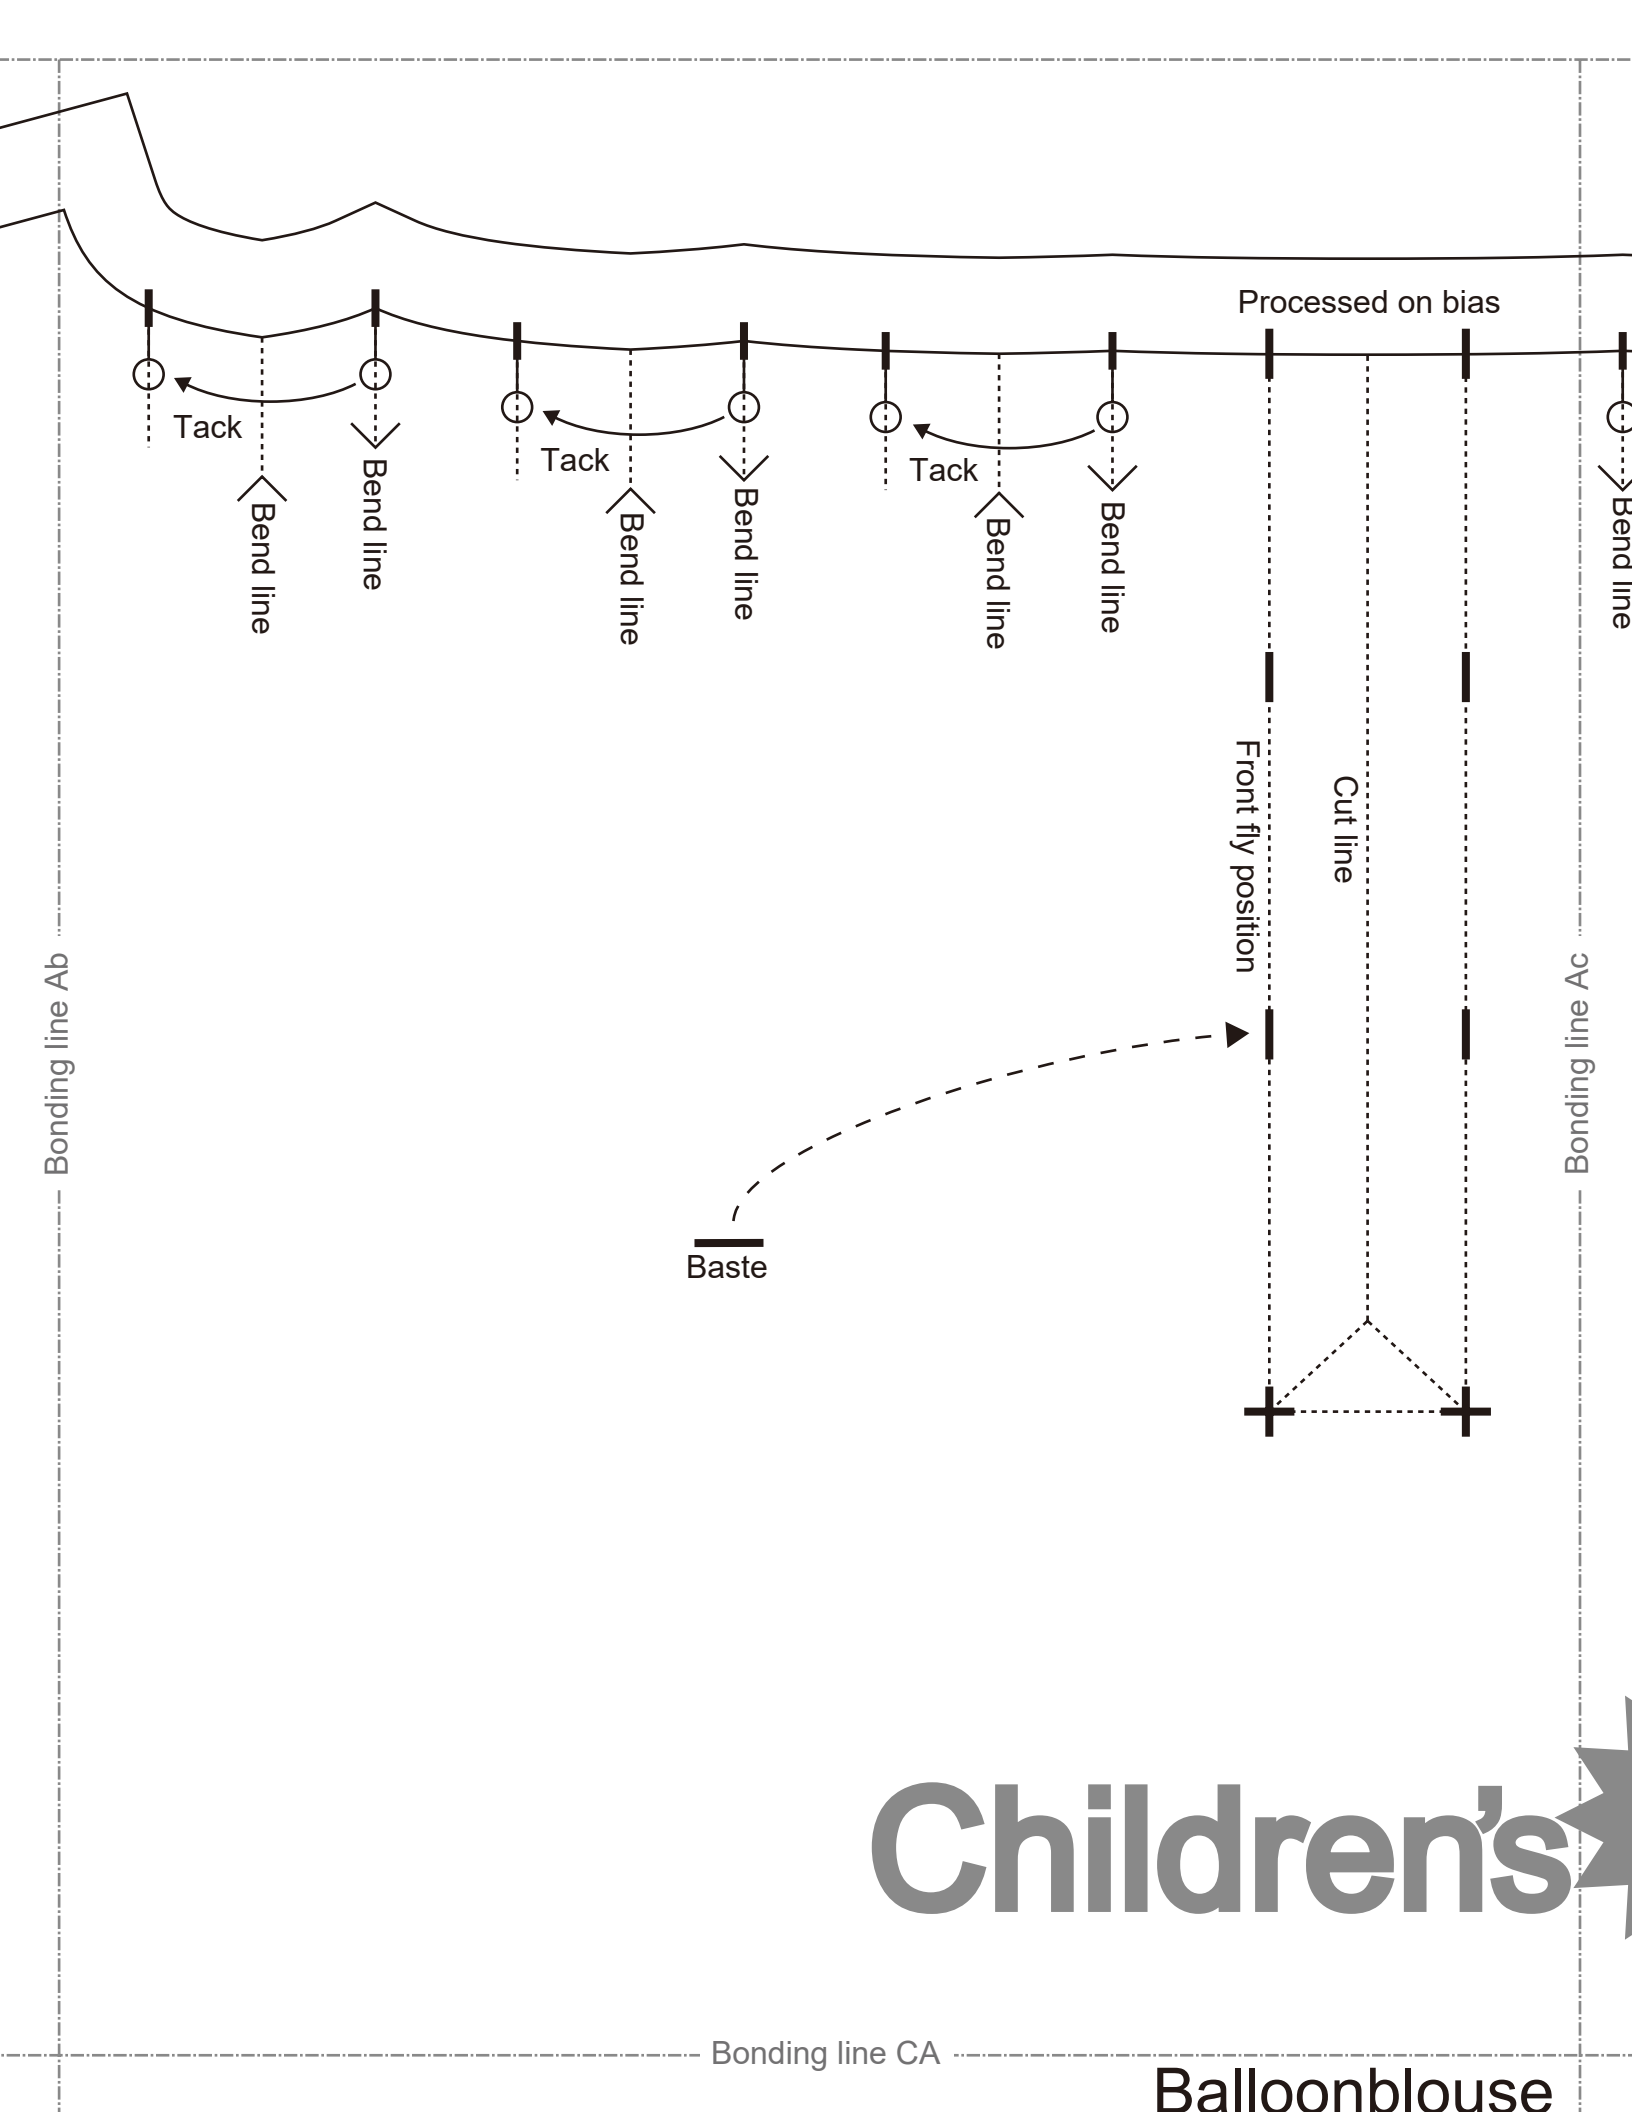 Processed on bias
Tack
Tack
Tack
Bend line
Bend line
Bend line
Bend line
Bend line
Bend line
Bend line
Front fly position
Cut line
Bonding line Ab
Bonding line Ac
Baste
Children's
Bonding line CA
Balloonblouse